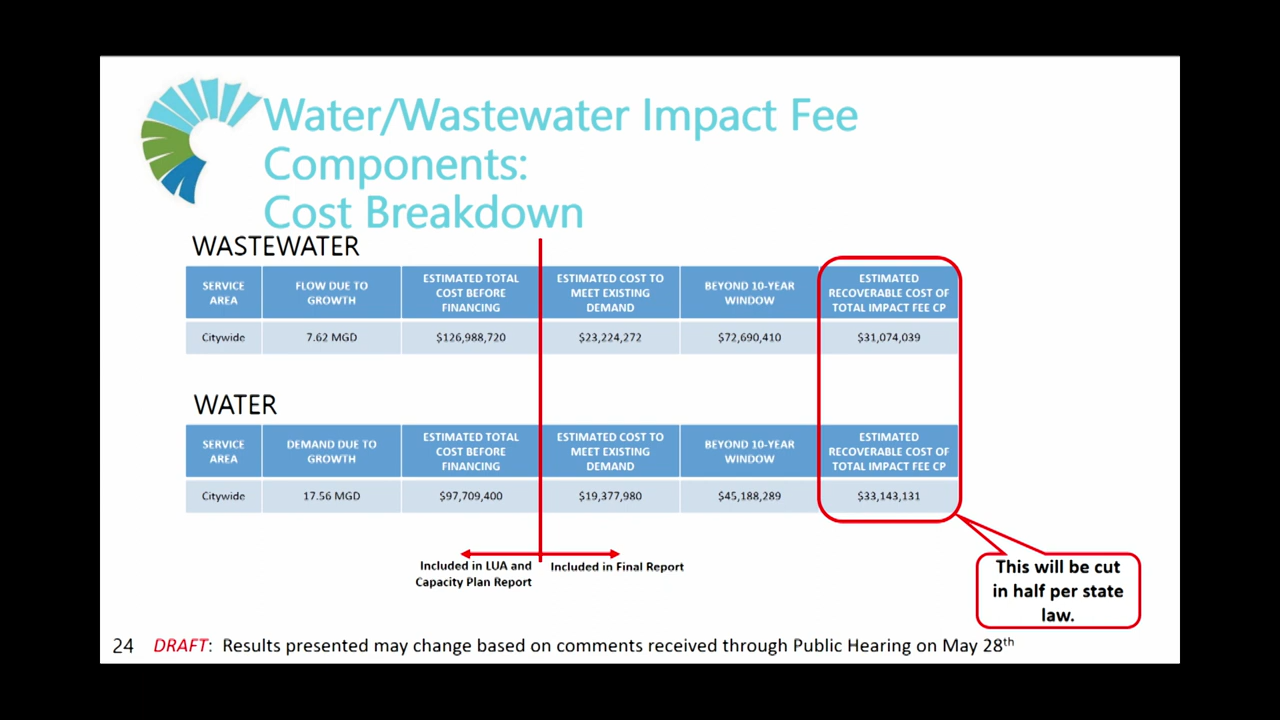 Water/Wastewater Impact Fee
Components:
Cost Breakdown
WASTEWATER
SERVICE AREA FLOW DUE TO GROWTH ESTIMATED TOTAL COST BEFORE FINANCING ESTIMATED COST TO MEET EXISTING DEMAND BEYOND 10-YEAR WINDOW ESTIMATED RECOVERABLE COST OF TOTAL IMPACT FEE CP
Citywide 7.62 MGD $126,988,720 $23,224,272 $72,690,410 $31,074,039
WATER
SERVICE AREA DEMAND DUE TO GROWTH ESTIMATED TOTAL COST BEFORE FINANCING ESTIMATED COST TO MEET EXISTING DEMAND BEYOND 10-YEAR WINDOW ESTIMATED RECOVERABLE COST OF TOTAL IMPACT FEE CP
Citywide 17.56 MGD $97,709,400 $19,377,980 $45,188,289 $33,143,131
Included in LUA and
Capacity Plan Report
Included in Final Report
This will be cut
in half per state
law.
24 DRAFT: Results presented may change based on comments received through Public Hearing on May 28th